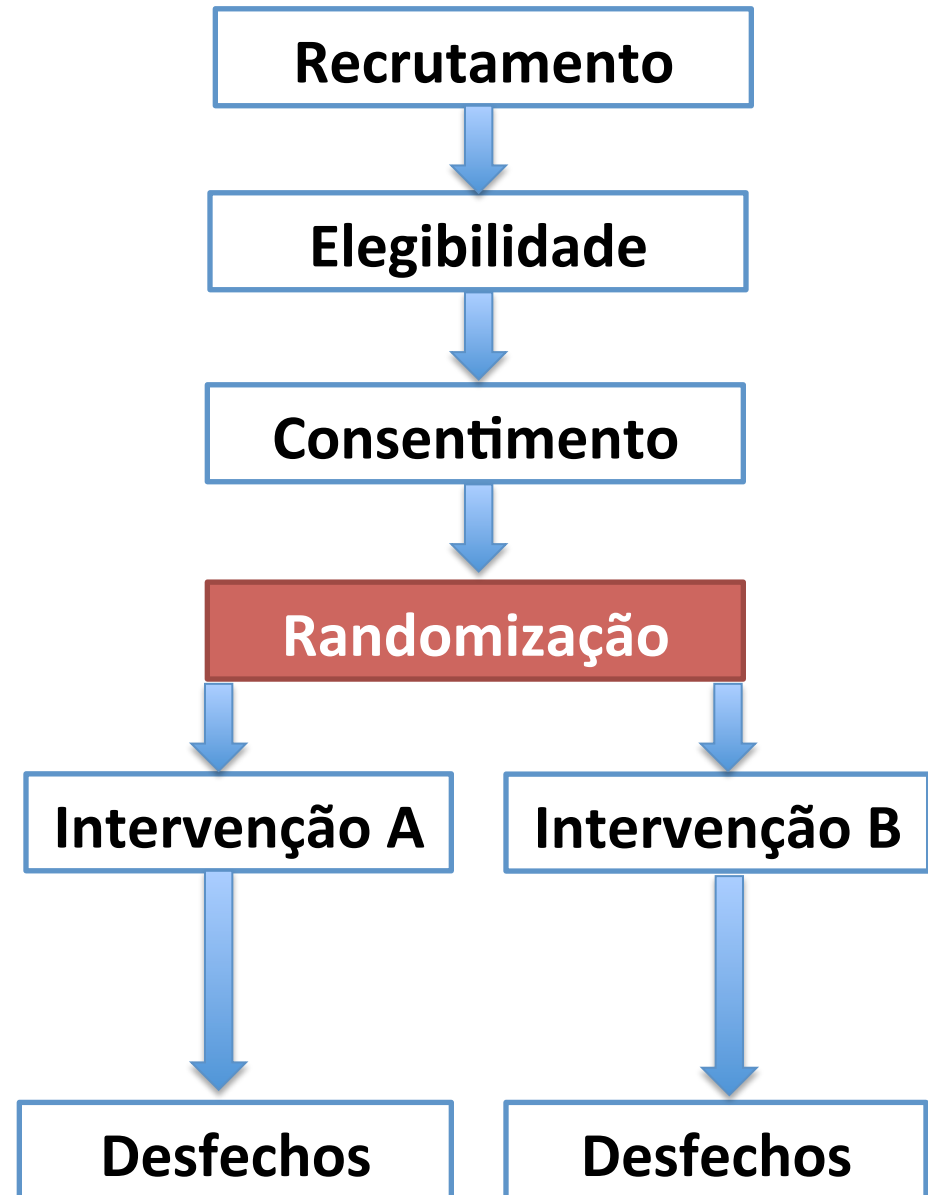 Recrutamento
Elegibilidade
Consentimento
Randomização
Intervenção A
Intervenção B
Desfechos
Desfechos